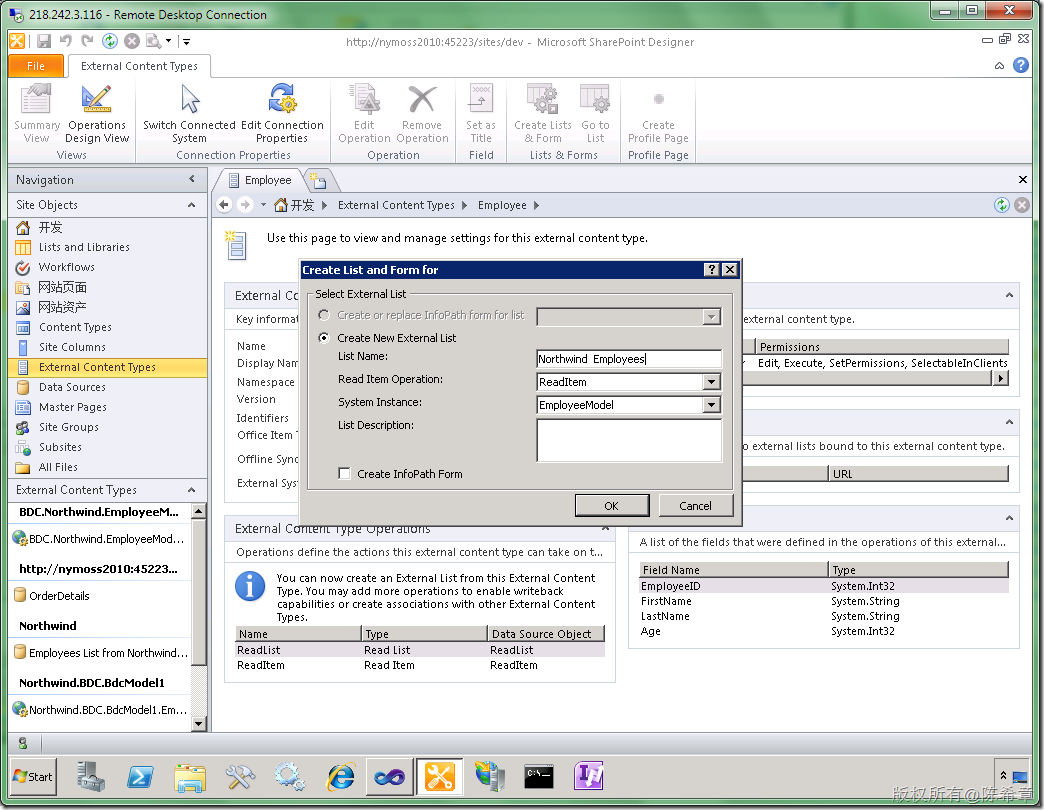 218.242.3.116 - Remote Desktop Connection
http://nymoss2010:45223/sites/dev - Microsoft SharePoint Designer
File
External Content Types
Summary View
Operations Design View
Views
Switch Connected System
Edit Connection Properties
Connection Properties
Edit Operation
Remove Operation
Operation
Set as Title
Field
Create Lists & Form
Go to List
Lists & Forms
Create Profile Page
Profile Page
Navigation
Site Objects
开发
Lists and Libraries
Workflows
网站页面
网站资产
Content Types
Site Columns
External Content Types
Data Sources
Master Pages
Site Groups
Subsites
All Files
External Content Types
BDC.Northwind.EmployeeM...
BDC.Northwind.EmployeeMod...
http://nymoss2010:45223...
OrderDetails
Northwind
Employees List from Northwind...
Northwind.BDC.BdcModel1
Northwind.BDC.BdcModel1.Em...
Employee
开发
External Content Types
Employee
Use this page to view and manage settings for this external content type.
External Co
Key informat
Name
Display Nam
Namespace
Version
Identifiers
Office Item T
Offline Sync
External Sys
external content type.
Permissions
Edit, Execute, SetPermissions, SelectableInClients
o external lists bound to this external content type.
URL
Create List and Form for
Select External List
Create or replace InfoPath form for list
Create New External List
List Name:
Northwind Employees
Read Item Operation:
ReadItem
System Instance:
EmployeeModel
List Description:
Create InfoPath Form
OK
Cancel
External Content Type Operations
Operations define the actions this external content type can take on t...
You can now create an External List from this External Content
Type. You may add more operations to enable writeback
capabilities or create associations with other External Content
Types.
Name
Type
Data Source Object
ReadList
Read List
ReadList
ReadItem
Read Item
ReadItem
A list of the fields that were defined in the operations of this external...
Field Name
Type
EmployeeID
System.Int32
FirstName
System.String
LastName
System.String
Age
System.Int32
Start
版权所有@陈希章